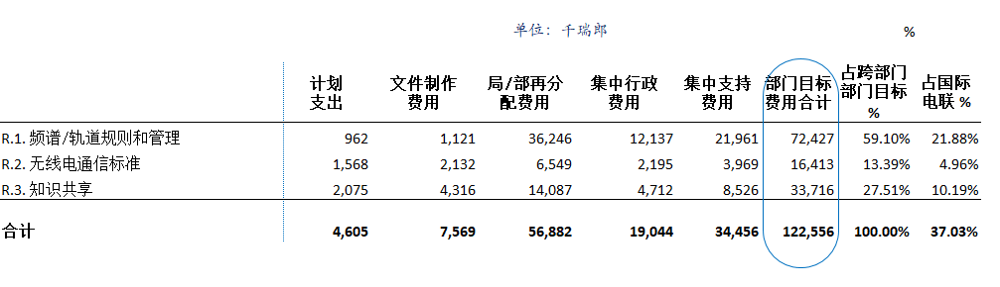 单位：千瑞郎 %
计划支出 文件制作费用 局/部再分配费用 集中行政费用 集中支持费用 部门目标费用合计 占跨部门部门目标% 占国际电联 %
R.1. 频谱/轨道规则和管理 962 1,121 36,246 12,137 21,961 72,427 59.10% 21.88%
R.2. 无线电通信标准 1,568 2,132 6,549 2,195 3,969 16,413 13.39% 4.96%
R.3. 知识共享 2,075 4,316 14,087 4,712 8,526 33,716 27.51% 10.19%
合计 4,605 7,569 56,882 19,044 34,456 122,556 100.00% 37.03%